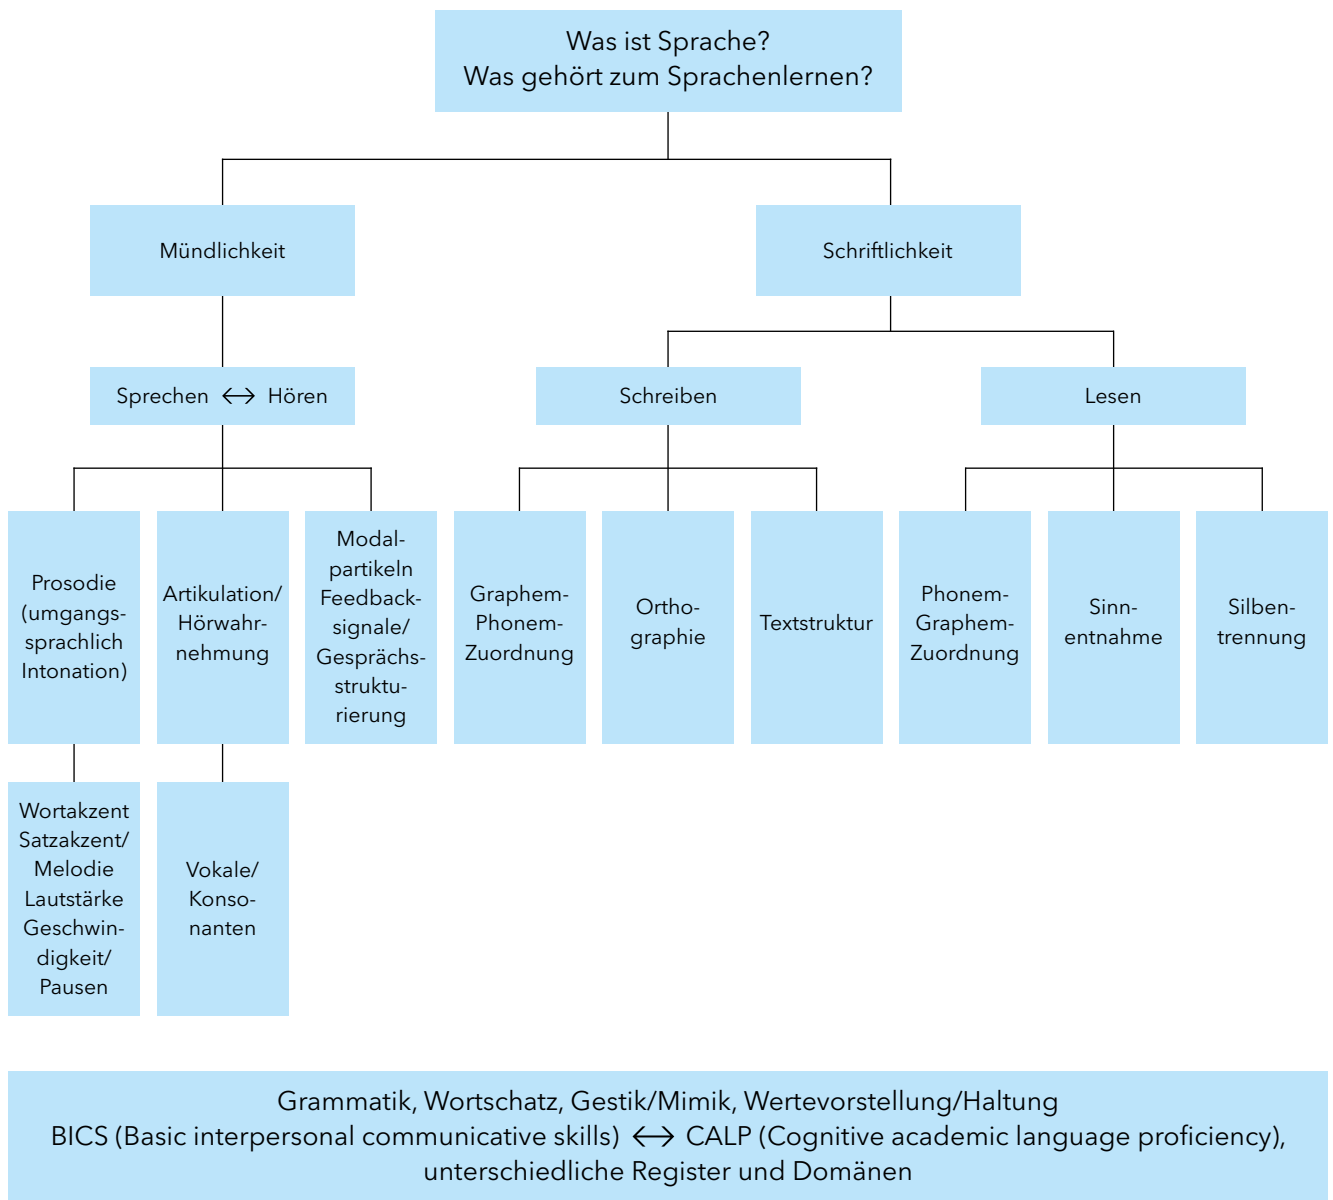 Was ist Sprache?
Was gehört zum Sprachenlernen?
Mündlichkeit
Schriftlichkeit
Sprechen ↔ Hören
Schreiben
Lesen
Prosodie
(umgangs-
sprachlich
Intonation)
Artikulation/
Hörwahr-
nehmung
Modal-
partikeln
Feedback-
signale/
Gesprächs-
struktu-
rierung
Graphem-
Phonem-
Zuordnung
Ortho-
graphie
Textstruktur
Phonem-
Graphem-
Zuordnung
Sinn-
entnahme
Silben-
trennung
Wortakzent
Satzakzent/
Melodie
Lautstärke
Geschwin-
digkeit/
Pausen
Vokale/
Konso-
nanten
Grammatik, Wortschatz, Gestik/Mimik, Wertevorstellung/Haltung
BICS (Basic interpersonal communicative skills) ↔ CALP (Cognitive academic language proficiency),
unterschiedliche Register und Domänen